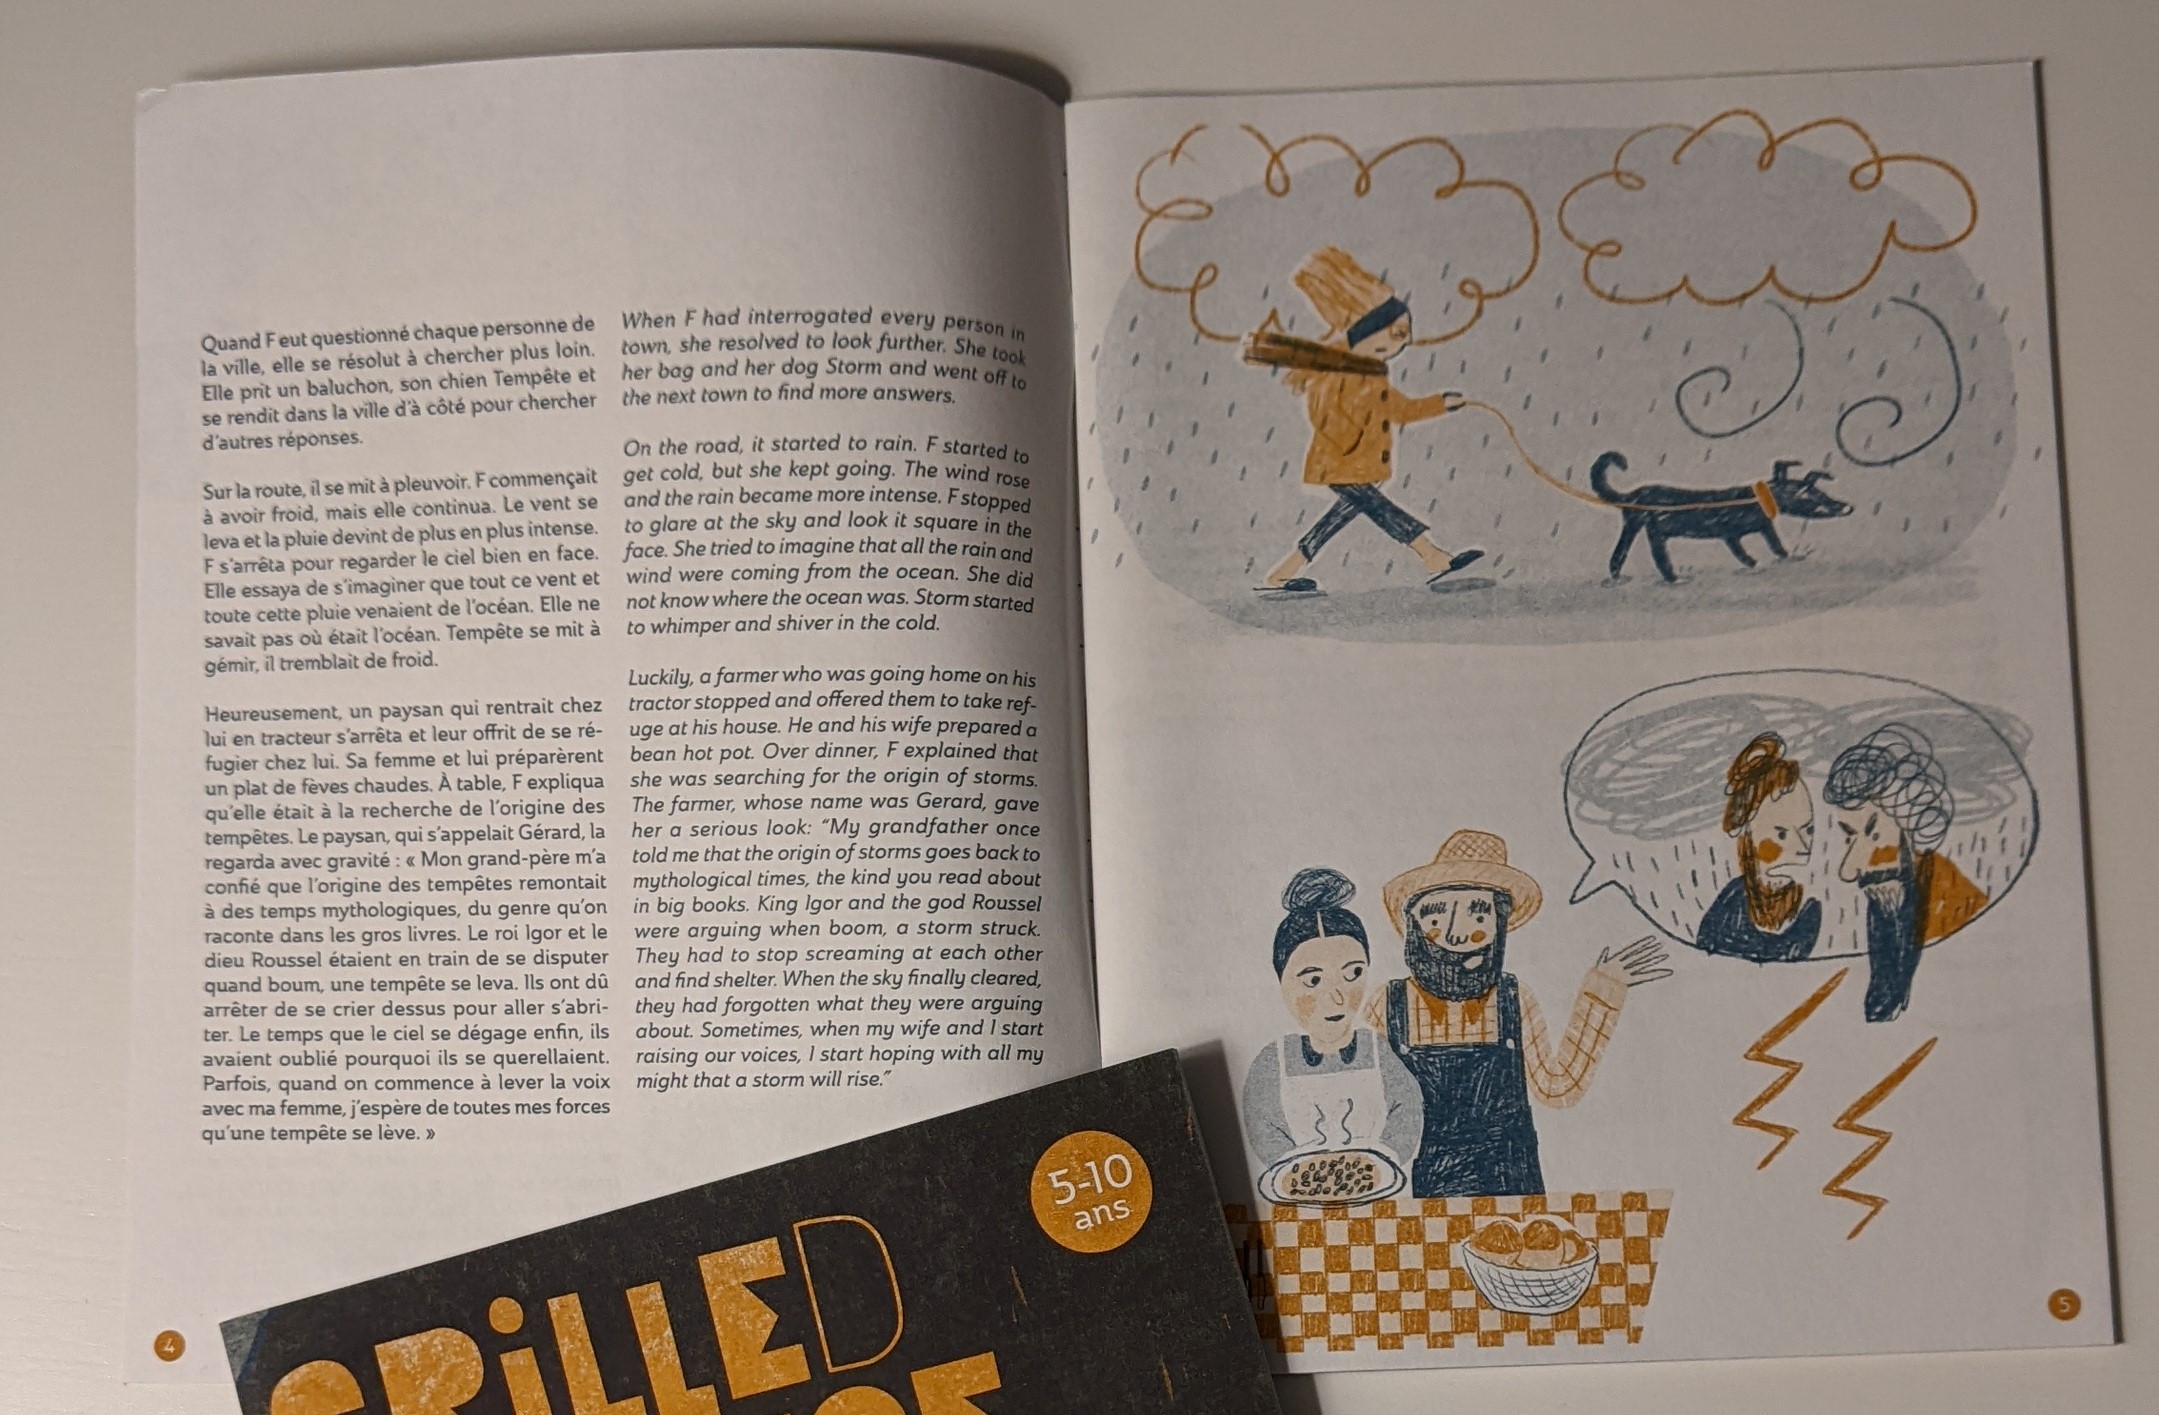 Quand F eut questionné chaque personne de
la ville, elle se résolut à chercher plus loin.
Elle prit un baluchon, son chien Tempête et
se rendit dans la ville d'à côté pour chercher
d'autres réponses.
Sur la route, il se mit à pleuvoir. F commençait
à avoir froid, mais elle continua. Le vent se
leva et la pluie devint de plus en plus intense.
F s'arrêta pour regarder le ciel bien en face.
Elle essaya de s'imaginer que tout ce vent et
toute cette pluie venaient de l'océan. Elle ne
savait pas où était l'océan. Tempête se mit à
gémir, il tremblait de froid.
Heureusement, un paysan qui rentrait chez
lui en tracteur s'arrêta et leur offrit de se ré-
fugier chez lui. Sa femme et lui préparèrent
un plat de fèves chaudes. À table, F expliqua
qu'elle était à la recherche de l'origine des
tempêtes. Le paysan, qui s'appelait Gérard, la
regarda avec gravité : « Mon grand-père m'a
confié que l'origine des tempêtes remontait
à des temps mythologiques, du genre qu'on
raconte dans les gros livres. Le roi Igor et le
dieu Roussel étaient en train de se disputer
quand boum, une tempête se leva. Ils ont dû
arrêter de se crier dessus pour aller s'abri-
ter. Le temps que le ciel se dégage enfin, ils
avaient oublié pourquoi ils se querellaient.
Parfois, quand on commence à lever la voix
avec ma femme, j'espère de toutes mes forces
qu'une tempête se lève. »
When F had interrogated every person in
town, she resolved to look further. She took
her bag and her dog Storm and went off to
the next town to find more answers.
On the road, it started to rain. F started to
get cold, but she kept going. The wind rose
and the rain became more intense. F stopped
to glare at the sky and look it square in the
face. She tried to imagine that all the rain and
wind were coming from the ocean. She did
not know where the ocean was. Storm started
to whimper and shiver in the cold.
Luckily, a farmer who was going home on his
tractor stopped and offered them to take ref-
uge at his house. He and his wife prepared a
bean hot pot. Over dinner, F explained that
she was searching for the origin of storms.
The farmer, whose name was Gerard, gave
her a serious look: “My grandfather once
told me that the origin of storms goes back to
mythological times, the kind you read about
in big books. King Igor and the god Roussel
were arguing when boom, a storm struck.
They had to stop screaming at each other
and find shelter. When the sky finally cleared,
they had forgotten what they were arguing
about. Sometimes, when my wife and I start
raising our voices, I start hoping with all my
might that a storm will rise.”
4
5
5-10
ans
GRILLED